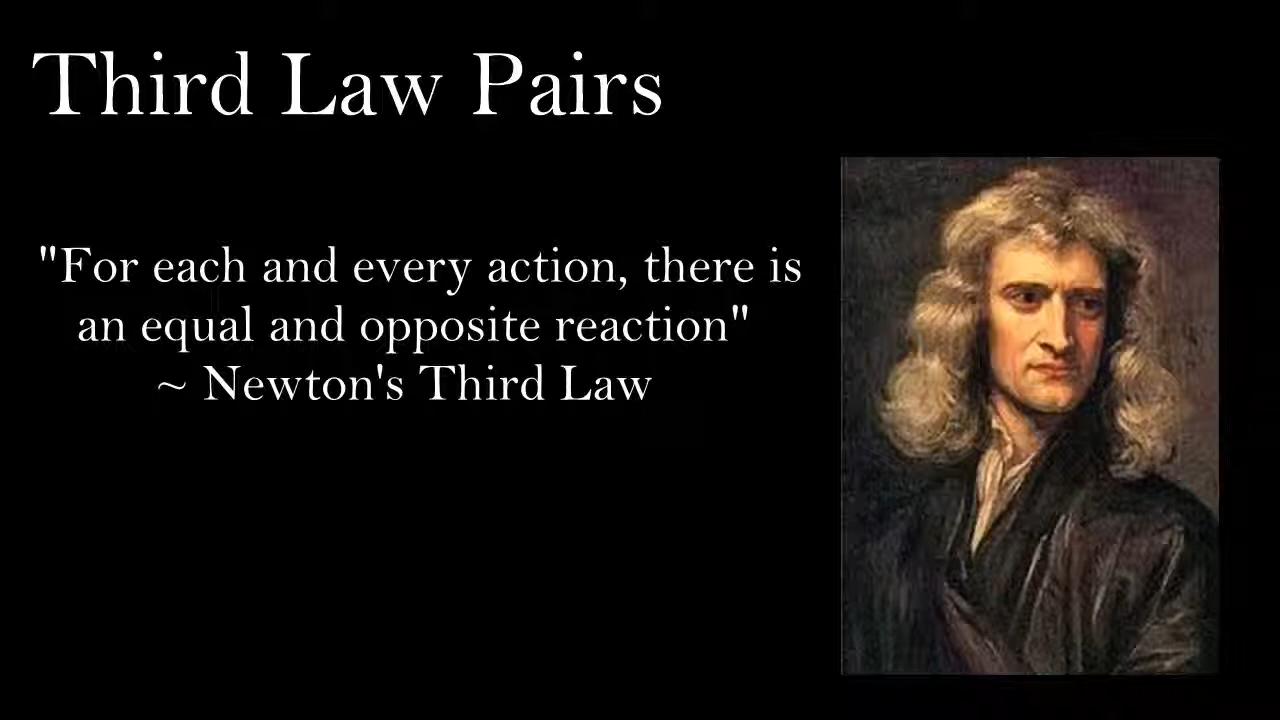 Third Law Pairs
"For each and every action, there is
an equal and opposite reaction"
~ Newton's Third Law